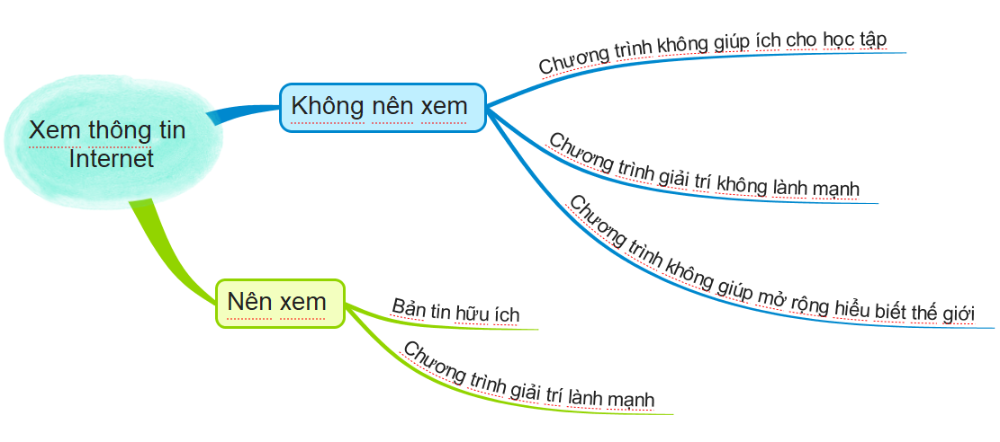 Xem thông tin
Internet
Không nên xem
Chương trình không giúp ích cho học tập
Chương trình giải trí không lành mạnh
Chương trình không giúp mở rộng hiểu biết thế giới
Nên xem
Bản tin hữu ích
Chương trình giải trí lành mạnh